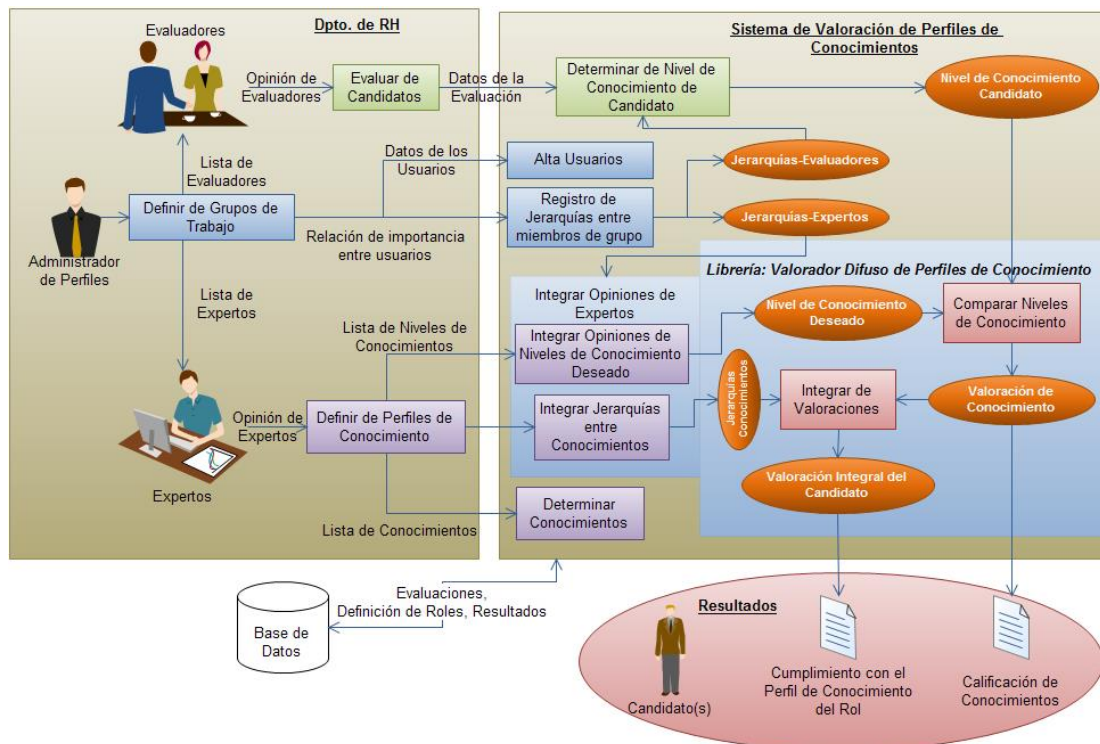 Dpto. de RH
Evaluadores
Opinión de
Evaluadores
Evaluar de
Candidatos
Datos de la
Evaluación
Lista de
Evaluadores
Datos de los
Usuarios
Definir de Grupos de
Trabajo
Relación de importancia
entre usuarios
Administrador
de Perfiles
Lista de
Expertos
Lista de Niveles de
Conocimientos
Opinión de
Expertos
Definir de Perfiles de
Conocimiento
Expertos
Lista de Conocimientos
Sistema de Valoración de Perfiles de
Conocimientos
Determinar de Nivel de
Conocimiento de
Candidato
Nivel de Conocimiento
Candidato
Alta Usuarios
Jerarquías-Evaluadores
Registro de
Jerarquías entre
miembros de grupo
Jerarquías-Expertos
Librería: Valorador Difuso de Perfiles de Conocimiento
Integrar Opiniones de
Expertos
Integrar Opiniones de
Niveles de Conocimiento
Deseado
Nivel de Conocimiento
Deseado
Comparar Niveles
de Conocimiento
Integrar Jerarquías
entre
Conocimientos
Jerarquías
Conocimientos
Integrar de
Valoraciones
Valoración de
Conocimiento
Valoración Integral del
Candidato
Determinar
Conocimientos
Evaluaciones,
Definición de Roles, Resultados
Base de
Datos
Resultados
Candidato(s)
Cumplimiento con el
Perfil de Conocimiento
del Rol
Calificación de
Conocimientos